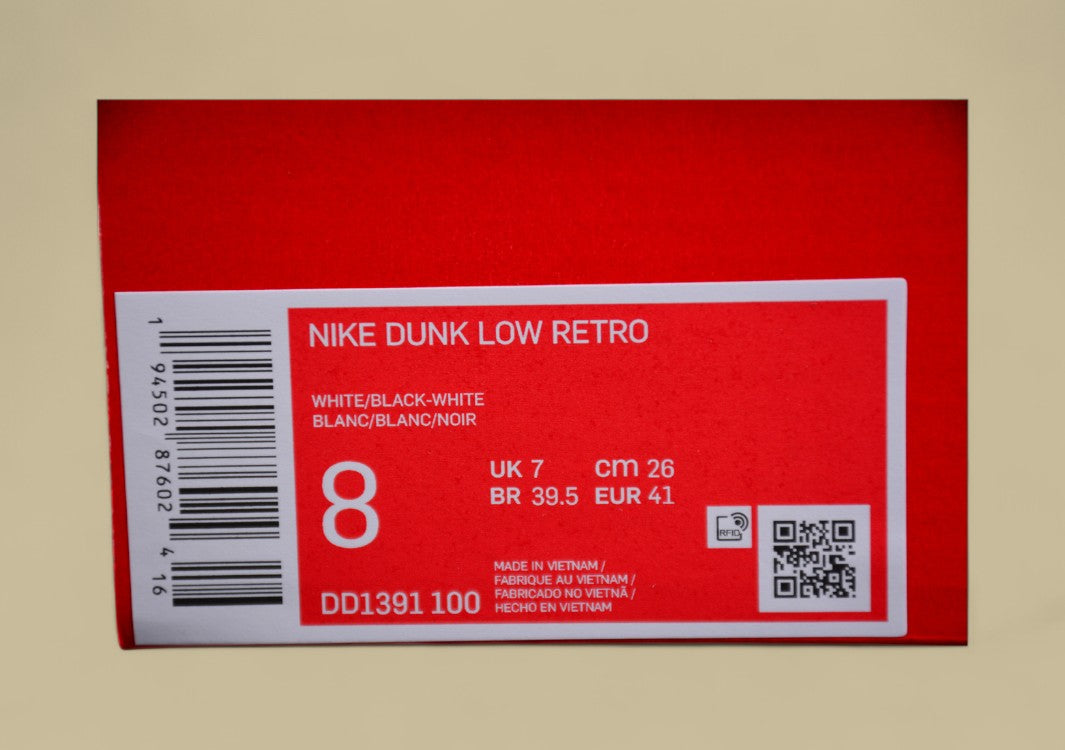 NIKE DUNK LOW RETRO
WHITE/BLACK-WHITE
BLANC/BLANC/NOIR
8
UK 7 cm 26
BR 39.5 EUR 41
RFID
MADE IN VIETNAM /
FABRIQUE AU VIETNAM /
FABRICADO NO VIETNÃ /
HECHO EN VIETNAM
DD1391 100
1 94502 87602 4 16